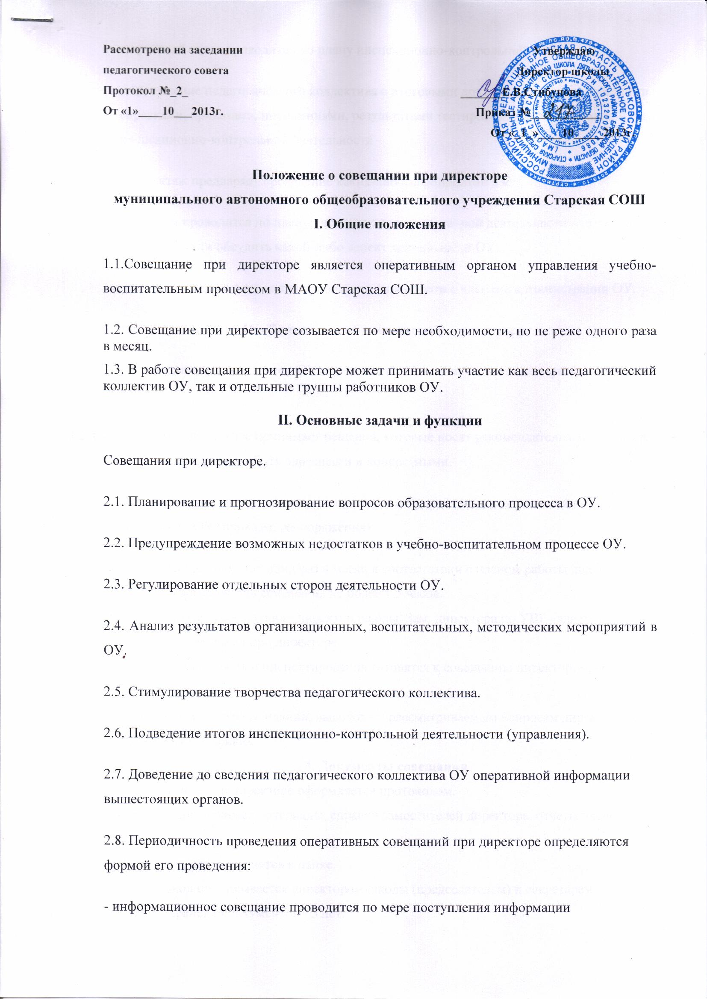 Рассмотрено на заседании
педагогического совета
Протокол №_2_
От «1»____10___2013г.
Утверждаю
Директор школы
Е.В.Стибунова
Приказ №____217____
От «_1_»____10_____2013г
Положение о совещании при директоре
муниципального автономного общеобразовательного учреждения Старская СОШ
I. Общие положения
1.1.Совещание при директоре является оперативным органом управления учебно-
воспитательным процессом в МАОУ Старская СОШ.
1.2. Совещание при директоре созывается по мере необходимости, но не реже одного раза
в месяц.
1.3. В работе совещания при директоре может принимать участие как весь педагогический
коллектив ОУ, так и отдельные группы работников ОУ.
II. Основные задачи и функции
Совещания при директоре.
2.1. Планирование и прогнозирование вопросов образовательного процесса в ОУ.
2.2. Предупреждение возможных недостатков в учебно-воспитательном процессе ОУ.
2.3. Регулирование отдельных сторон деятельности ОУ.
2.4. Анализ результатов организационных, воспитательных, методических мероприятий в
ОУ.
2.5. Стимулирование творчества педагогического коллектива.
2.6. Подведение итогов инспекционно-контрольной деятельности (управления).
2.7. Доведение до сведения педагогического коллектива ОУ оперативной информации
вышестоящих органов.
2.8. Периодичность проведения оперативных совещаний при директоре определяются
формой его проведения:
- информационное совещание проводится по мере поступления информации